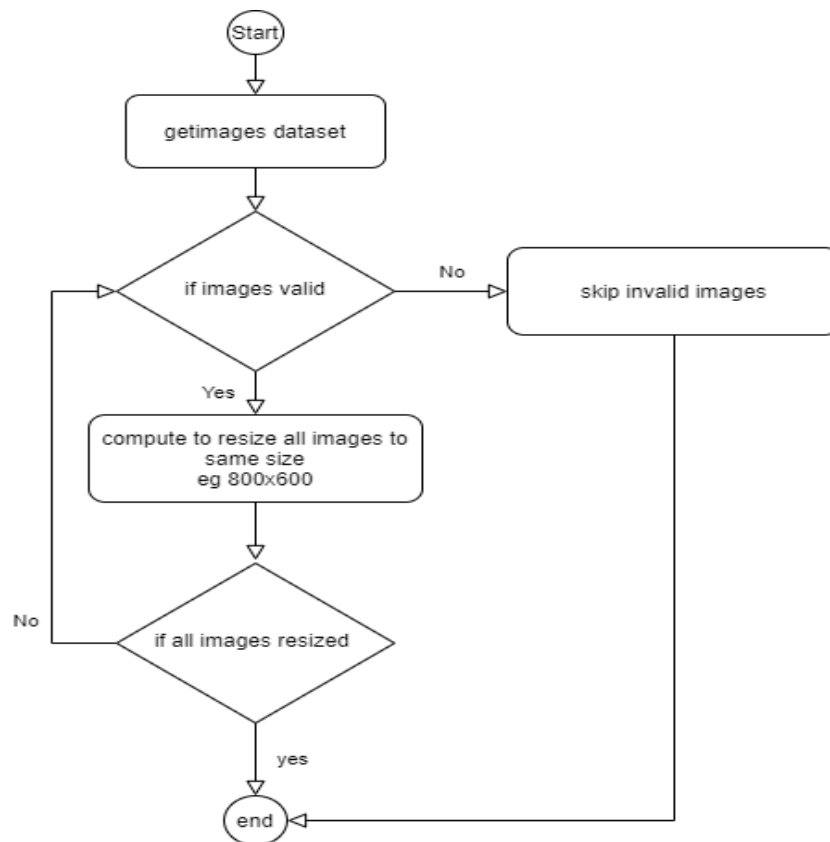 Start
getimages dataset
if images valid
No
skip invalid images
Yes
compute to resize all images to
same size
eg 800x600
if all images resized
No
yes
end